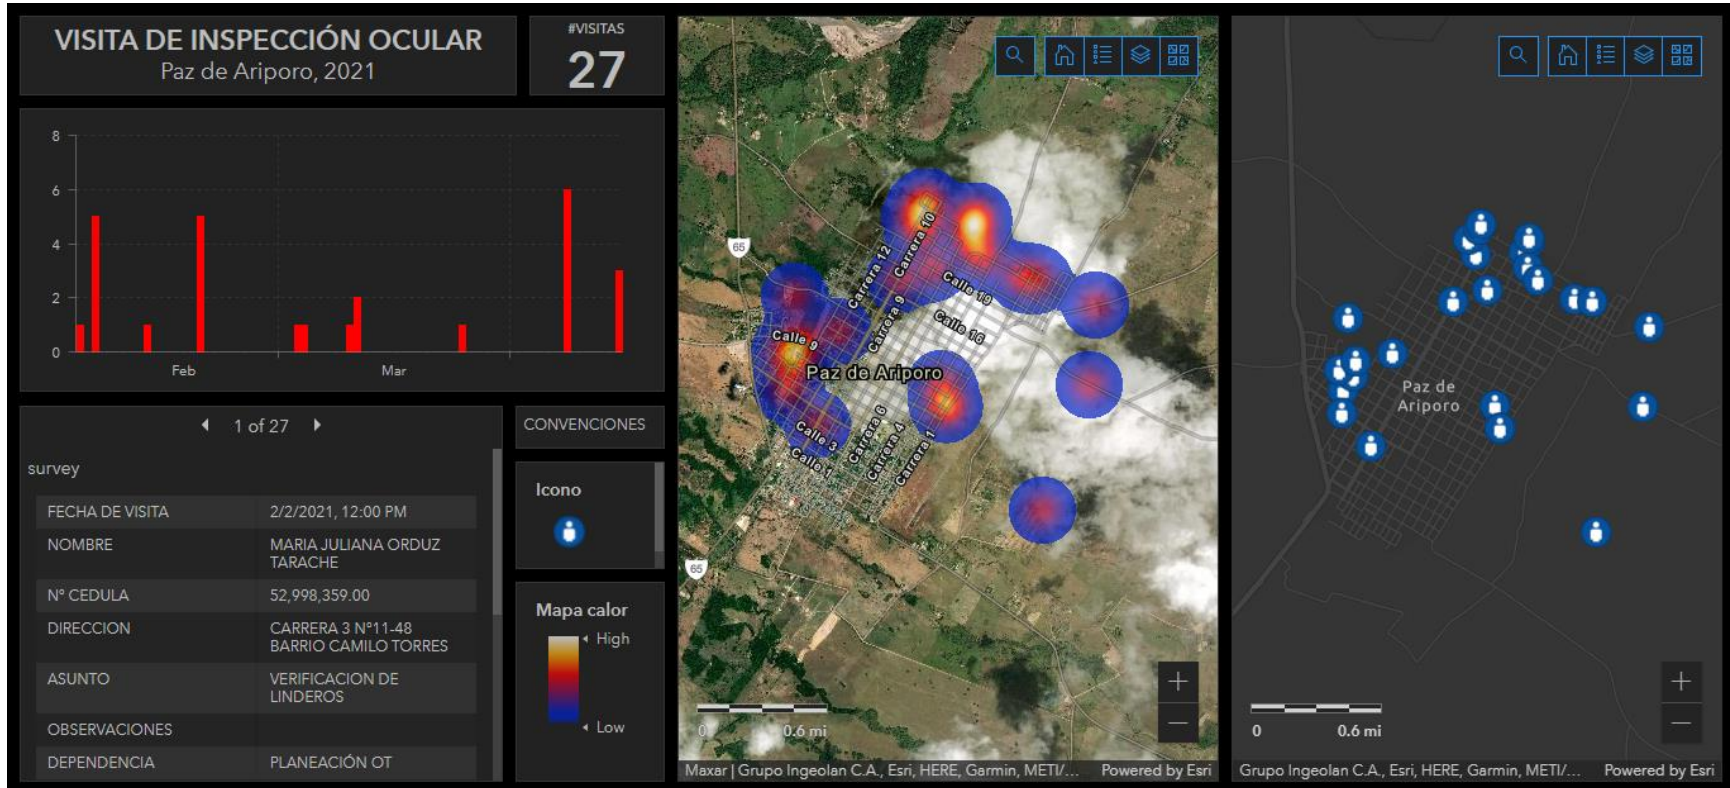 VISITA DE INSPECCIÓN OCULAR
Paz de Ariporo, 2021
#VISITAS
27
8
6
4
2
0
Feb
Mar
1 of 27
survey
FECHA DE VISITA 2/2/2021, 12:00 PM
NOMBRE MARIA JULIANA ORDUZ
TARACHE
Nº CEDULA 52,998,359.00
DIRECCION CARRERA 3 N°11-48
BARRIO CAMILO TORRES
ASUNTO VERIFICACION DE
LINDEROS
OBSERVACIONES
DEPENDENCIA PLANEACIÓN OT
CONVENCIONES
Icono
Mapa calor
High
Low
65
Carrera 10
Carrera 12
Carrera 9
Calle 19
Calle 16
Calle 9
Paz de Ariporo
Calle 3
Calle 1
Carrera 6
Carrera 4
Carrera 1
65
0 0.6 mi
Maxar | Grupo Ingeolan C.A., Esri, HERE, Garmin, METI/... Powered by Esri
Paz de
Ariporo
0 0.6 mi
Grupo Ingeolan C.A., Esri, HERE, Garmin, METI/... Powered by Esri